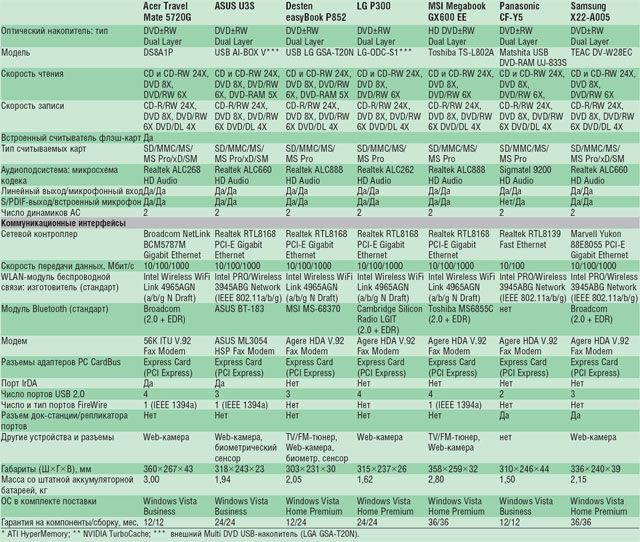 Acer Travel Mate 5720G | ASUS U3S | Desten easyBook P852 | LG P300 | MSI Megabook GX600 EE | Panasonic CF-Y5 | Samsung X22-A005
Оптический накопитель: тип | DVD±RW Dual Layer | DVD±RW Dual Layer | DVD±RW Dual Layer | DVD±RW Dual Layer | HD DVD±RW Dual Layer | DVD±RW Dual Layer | DVD±RW Dual Layer
Модель | DS8A1P | USB AI-BOX V*** | USB LG GSA-T20N | LG-ODC-S1*** | Toshiba TS-L802A | Matshita USB DVD-RAM UJ-833S | TEAC DV-W28EC
Скорость чтения | CD и CD-RW 24X, DVD 8X, DVD/RW 6X | CD и CD-RW 24X, DVD 8X, DVD-RAM 5X | CD и CD-RW 24X, DVD 8X, DVD-RAM 5X | CD и CD-RW 24X, DVD 8X, DVD/RW 6X | CD и CD-RW 24X, DVD 8X, DVD/RW 6X | CD и CD-RW 24X, DVD 8X, DVD/RW 6X, | CD и CD-RW 24X, DVD 8X, DVD/RW 6X
Скорость записи | CD-R/RW 24X, DVD 8X, DVD/RW 6X DVD/DL 4X | CD-R/RW 24X, DVD 8X, DVD/RW 6X DVD/DL 4X | CD-R/RW 24X, DVD 8X, DVD/RW 6X DVD/DL 4X | CD-R/RW 24X, DVD 8X, DVD/RW 6X DVD/DL 4X | CD-R/RW 24X, DVD 8X, DVD/RW 6X DVD/DL 4X | CD-R/RW 24X, DVD 8X, DVD/RW 6X DVD/DL 4X | CD-R/RW 24X, DVD 8X, DVD/RW 6X DVD/DL 4X
Встроенный считыватель флэш-карт | Да
Тип считываемых карт | SD/MMC/MS/ MS Pro/xD/SM | SD/MMC/MS/ MS Pro | SD/MMC/MS/ MS Pro | SD/MMC/MS/ MS Pro | SD/MMC/MS/ MS Pro | SD/MMC/MS/ MS Pro | SD/MMC/MS/ MS Pro/xD/SM
Аудиоподсистема: микросхема кодека | Realtek ALC268 HD Audio | Realtek ALC660 HD Audio | Realtek ALC888 HD Audio | Realtek ALC262 HD Audio | Realtek ALC888 HD Audio | Sigmatel 9200 HD Audio | Realtek ALC660 HD Audio
Линейный выход/микрофонный вход | Да/Да | Да/Да | Да/Да | Да/Да | Да/Да | Да/Да | Да/Да
S/PDIF-выход/встроенный микрофон | Да/Да | Да/Да | Да/Да | Да/Да | Да/Да | Нет/Да | Да/Да
Число динамиков АС | 2 | 2 | 2 | 2 | 2 | 2 | 2
Коммуникационные интерфейсы
Сетевой контроллер | Broadcom NetLink BCM5787M Gigabit Ethernet | Realtek RTL8168 PCI-E Gigabit Ethernet | Realtek RTL8168 PCI-E Gigabit Ethernet | Realtek RTL8168 PCI-E Gigabit Ethernet | Realtek RTL8168 PCI-E Gigabit Ethernet | Realtek RTL8139 Fast Ethernet | Marvell Yukon 88E8055 PCI-E Gigabit Ethernet
Скорость передачи данных, Мбит/с | 10/100/1000 | 10/100/1000 | 10/100/1000 | 10/100/1000 | 10/100/1000 | 10/100 | 10/100/1000
WLAN-модуль беспроводной связи: изготовитель (стандарт) | Intel Wireless WiFi Link 4965AGN (a/b/g N Draft) | Intel PRO/Wireless 3945ABG Network (IEEE 802.11a/b/g) | Intel Wireless WiFi Link 4965AGN (a/b/g N Draft) | Intel Wireless WiFi Link 4965AGN (a/b/g N Draft) | Intel Wireless WiFi Link 4965AGN (a/b/g N Draft) | Intel PRO/Wireless 3945ABG Network (IEEE 802.11a/b/g) | Intel PRO/Wireless 3945ABG Network (IEEE 802.11a/b/g)
Модуль Bluetooth (стандарт) | Broadcom (2.0 + EDR) | ASUS BT-183 | MSI MS-68370 | Cambridge Silicon Radio LGIT (2.0 + EDR) | Toshiba MS6855C (2.0 + EDR) | нет | Broadcom (2.0 + EDR)
Модем | 56K ITU V.92 Fax Modem | ASUS ML3054 HSP Fax Modem | Agere HDA V.92 Fax Modem | Agere HDA V.92 Fax Modem | Agere HDA V.92 Fax Modem | Agere HDA V.92 Fax Modem | Agere HDA V.92 Fax Modem
Разъемы адаптеров PC CardBus | Express Card (PCI Express) | Express Card (PCI Express) | Express Card (PCI Express) | Express Card (PCI Express) | Express Card (PCI Express) | Express Card (PCI Express) | Express Card (PCI Express)
Порт IrDA | Да | Да | Нет | Нет | Нет | Нет | Нет
Число портов USB 2.0 | 4 | 3 | 3 | 4 | 4 | 2 | 3
Число и тип портов FireWire | 1 (IEEE 1394a) | 1 (IEEE 1394a) | Нет | Нет | 1 (IEEE 1394a) | Нет | Нет
Разъем док-станции/репликатора портов | Нет | Нет | Нет | Нет | Нет | Да | Да
Другие устройства и разъемы | Web-камера | Web-камера, биометрический сенсор | TV/FM-тюнер, Web-камера, биометр. сенсор | Web-камера | TV/FM-тюнер, Web-камера | нет | Web-камера
Габариты (Ш×Г×В), мм | 360×267×43 | 318×243×23 | 303×231×30 | 315×237×26 | 358×259×32 | 310×246×44 | 336×240×39
Масса со штатной аккумуляторной батареей, кг | 3,00 | 1,94 | 2,05 | 1,62 | 2,80 | 1,50 | 2,15
ОС в комплекте поставки | Windows Vista Business | Windows Vista Business | Windows Vista Home Premium | Windows Vista Home Premium | Windows Vista Home Premium | Windows Vista Business | Windows Vista Home Premium
Гарантия на компоненты/сборку, мес. | 12/12 | 24/24 | 12/24 | 24/24 | 36/36 | 12/12 | 36/36
* ATI HyperMemory; ** NVIDIA TurboCache; *** внешний Multi DVD USB-накопитель (LGA GSA-T20N).